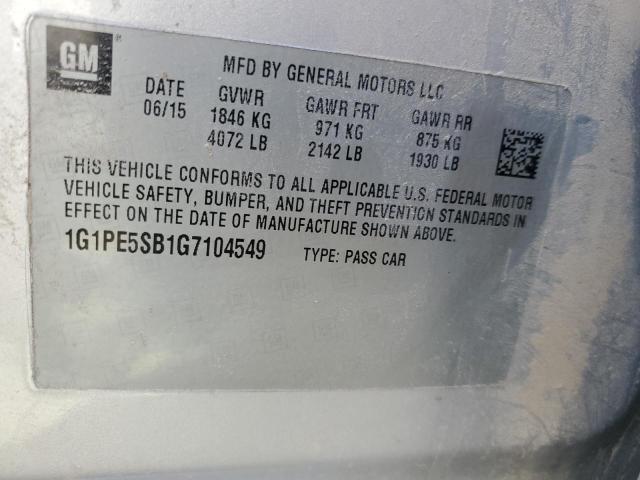 GM ®
MFD BY GENERAL MOTORS LLC
DATE GVWR GAWR FRT GAWR RR
06/15 1846 KG 971 KG 875 KG
4072 LB 2142 LB 1930 LB
THIS VEHICLE CONFORMS TO ALL APPLICABLE U.S. FEDERAL MOTOR
VEHICLE SAFETY, BUMPER, AND THEFT PREVENTION STANDARDS IN
EFFECT ON THE DATE OF MANUFACTURE SHOWN ABOVE.
1G1PE5SB1G7104549 TYPE: PASS CAR